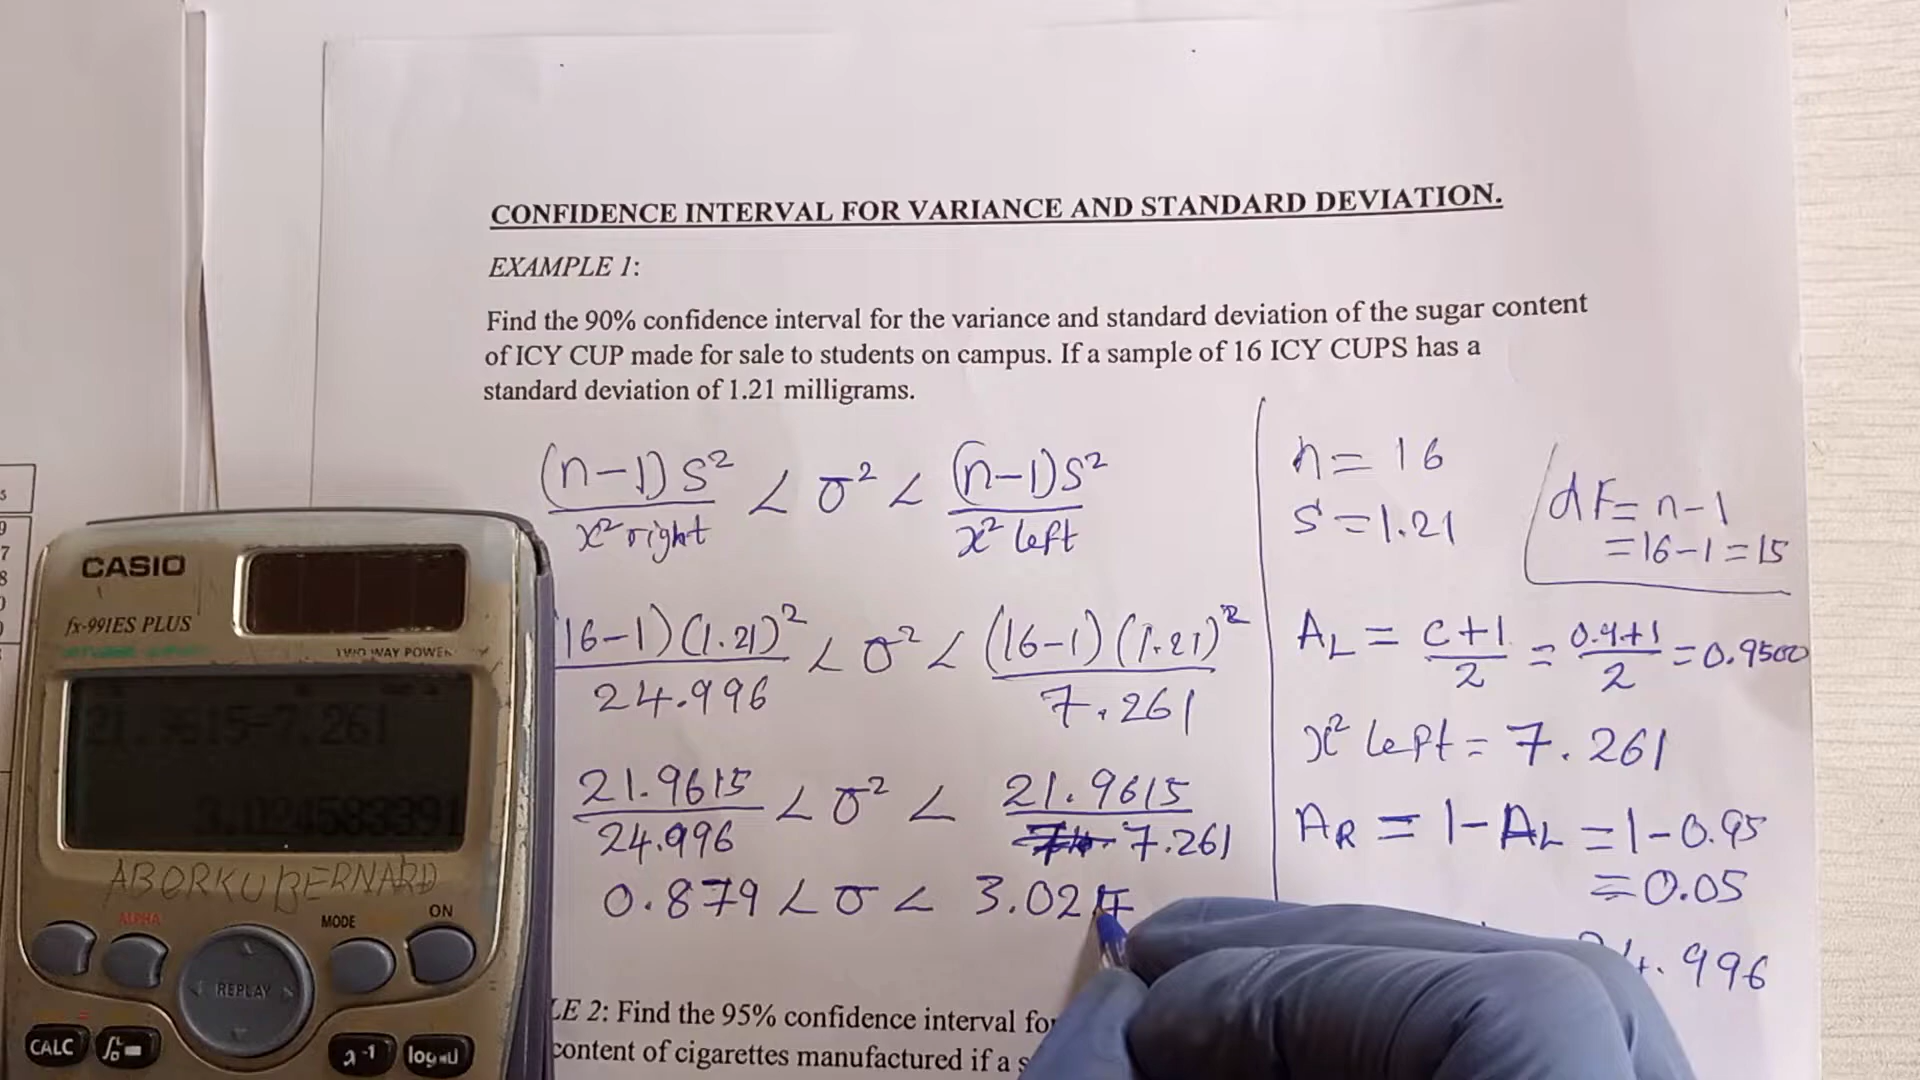 CONFIDENCE INTERVAL FOR VARIANCE AND STANDARD DEVIATION.
EXAMPLE 1:
Find the 90% confidence interval for the variance and standard deviation of the sugar content
of ICY CUP made for sale to students on campus. If a sample of 16 ICY CUPS has a
standard deviation of 1.21 milligrams.
(n-1)S² / x² right < σ² < (n-1)S² / x² left
16-1)(1.21)² / 24.996 < σ² < (16-1)(1.21)² / 7.261
21.9615 / 24.996 < σ² < 21.9615 / 7.261
0.879 < σ < 3.024
n = 16
S = 1.21
dF = n-1
= 16-1 = 15
AL = C+1 / 2 = 0.9+1 / 2 = 0.9500
x² left = 7.261
AR = 1-AL = 1-0.95
= 0.05
4.996
LE 2: Find the 95% confidence interval for
content of cigarettes manufactured if a s
CASIO
fx-991ES PLUS
TWO WAY POWER
21.9615÷7.261
3.024583391
ABORKU BERNARD
ALPHA
MODE
ON
REPLAY
CALC